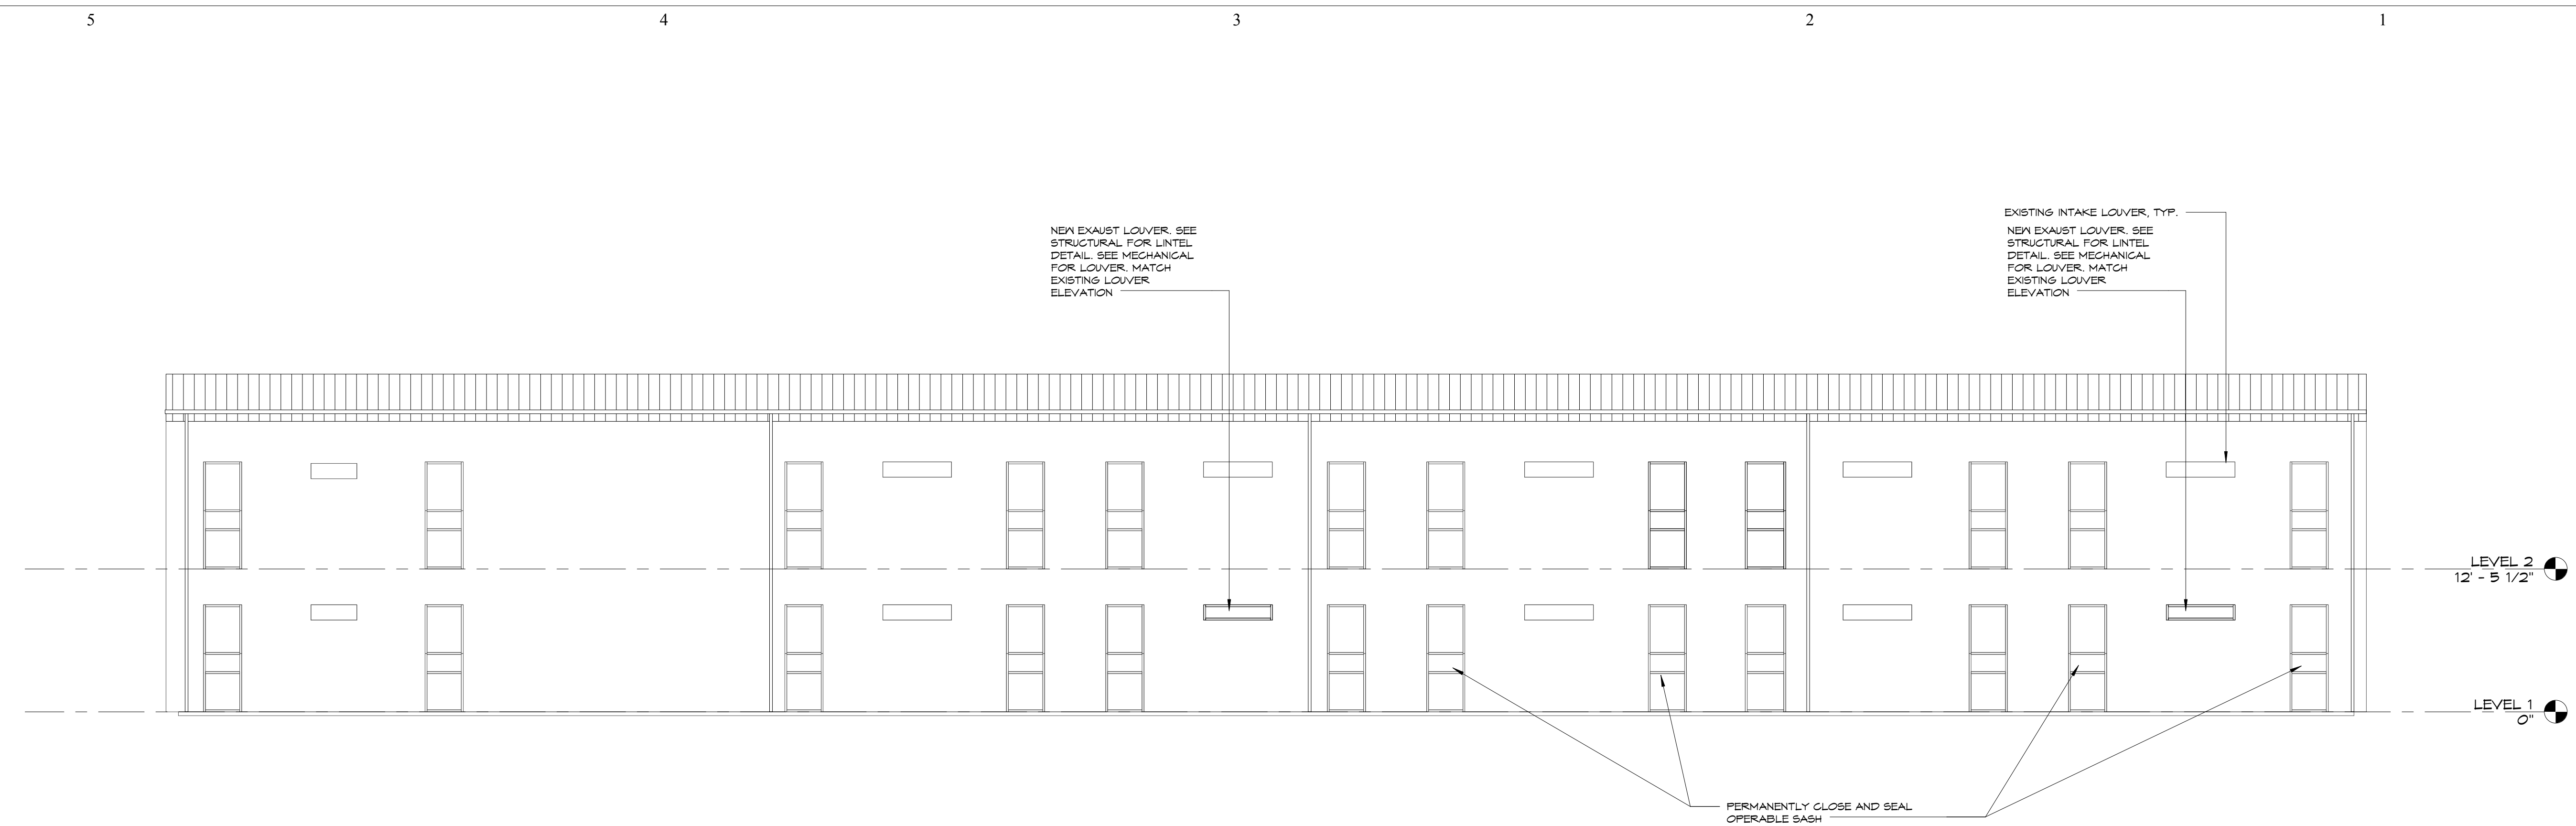 5 4 3 2 1
EXISTING INTAKE LOUVER, TYP.
NEW EXAUST LOUVER. SEE
STRUCTURAL FOR LINTEL
DETAIL. SEE MECHANICAL
FOR LOUVER. MATCH
EXISTING LOUVER
ELEVATION
NEW EXAUST LOUVER. SEE
STRUCTURAL FOR LINTEL
DETAIL. SEE MECHANICAL
FOR LOUVER. MATCH
EXISTING LOUVER
ELEVATION
LEVEL 2
12' - 5 1/2"
LEVEL 1
0"
PERMANENTLY CLOSE AND SEAL
OPERABLE SASH